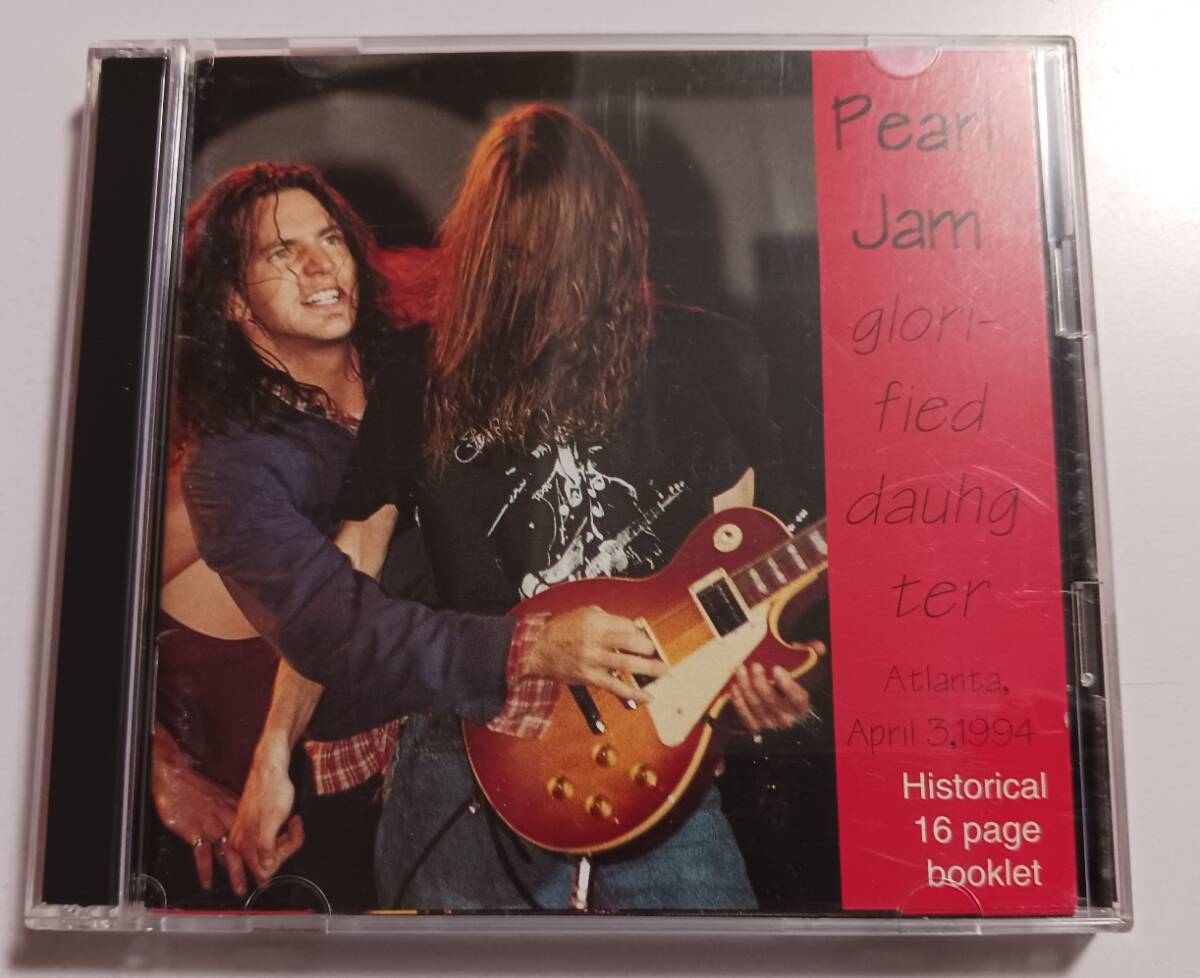 Pearl
Jam
glori-
fied
dauhg
ter
Atlanta,
April 3,1994
Historical
16 page
booklet